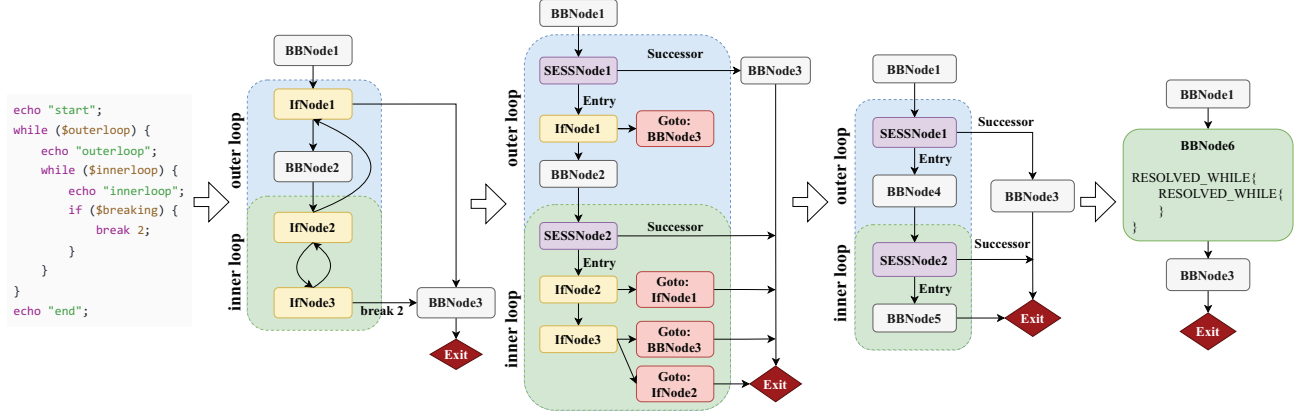 echo "start";
while ($outerloop) {
echo "outerloop";
while ($innerloop) {
echo "innerloop";
if ($breaking) {
break 2;
}
}
}
echo "end";
BBNode1
IfNode1
BBNode2
IfNode2
IfNode3
break 2
BBNode3
Exit
outer loop
inner loop
BBNode1
SESSNode1
Successor
BBNode3
Entry
IfNode1
Goto:
BBNode3
BBNode2
SESSNode2
Successor
Entry
IfNode2
Goto:
IfNode1
IfNode3
Goto:
BBNode3
Goto:
IfNode2
Exit
outer loop
inner loop
BBNode1
SESSNode1
Successor
Entry
BBNode4
BBNode3
SESSNode2
Successor
Entry
BBNode5
Exit
outer loop
inner loop
BBNode1
BBNode6
RESOLVED_WHILE{
RESOLVED_WHILE{
}
}
BBNode3
Exit